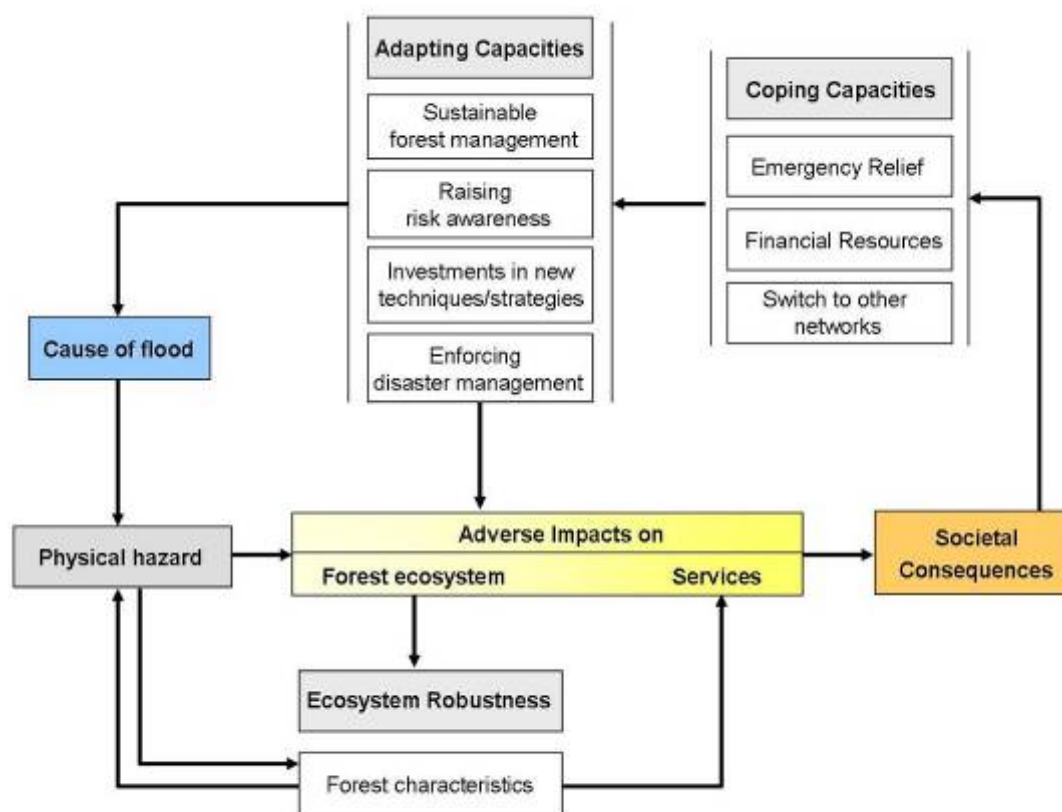 Adapting Capacities
Sustainable
forest management
Raising
risk awareness
Investments in new
techniques/strategies
Enforcing
disaster management
Coping Capacities
Emergency Relief
Financial Resources
Switch to other
networks
Cause of flood
Physical hazard
Adverse Impacts on
Forest ecosystem
Services
Societal
Consequences
Ecosystem Robustness
Forest characteristics